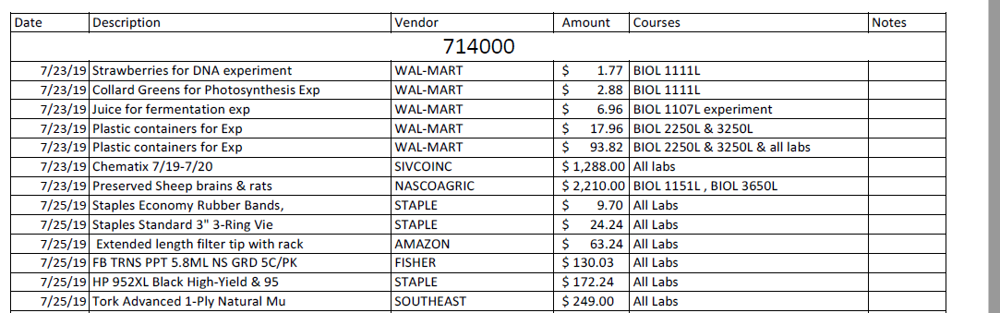 Date Description Vendor Amount Courses Notes
714000
7/23/19 Strawberries for DNA experiment WAL-MART $ 1.77 BIOL 1111L
7/23/19 Collard Greens for Photosynthesis Exp WAL-MART $ 2.88 BIOL 1111L
7/23/19 Juice for fermentation exp WAL-MART $ 6.96 BIOL 1107L experiment
7/23/19 Plastic containers for Exp WAL-MART $ 17.96 BIOL 2250L & 3250L
7/23/19 Plastic containers for Exp WAL-MART $ 93.82 BIOL 2250L & 3250L & all labs
7/23/19 Chematix 7/19-7/20 SIVCOINC $ 1,288.00 All labs
7/23/19 Preserved Sheep brains & rats NASCOAGRIC $ 2,210.00 BIOL 1151L , BIOL 3650L
7/25/19 Staples Economy Rubber Bands, STAPLE $ 9.70 All Labs
7/25/19 Staples Standard 3" 3-Ring Vie STAPLE $ 24.24 All Labs
7/25/19 Extended length filter tip with rack AMAZON $ 63.24 All Labs
7/25/19 FB TRNS PPT 5.8ML NS GRD 5C/PK FISHER $ 130.03 All Labs
7/25/19 HP 952XL Black High-Yield & 95 STAPLE $ 172.24 All Labs
7/25/19 Tork Advanced 1-Ply Natural Mu SOUTHEAST $ 249.00 All Labs